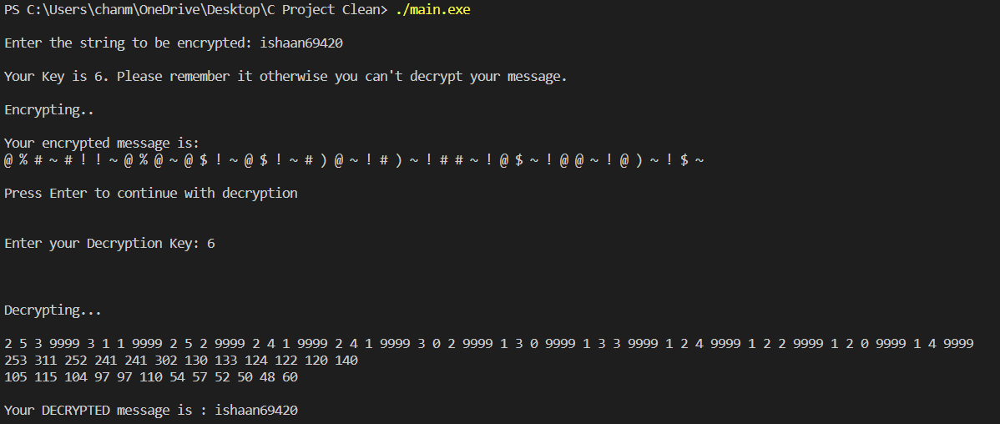 PS C:\Users\chanm\OneDrive\Desktop\C Project Clean> ./main.exe
Enter the string to be encrypted: ishaan69420
Your Key is 6. Please remember it otherwise you can't decrypt your message.
Encrypting..
Your encrypted message is:
@ % # ~ # ! ! ~ @ % @ ~ @ $ ! ~ @ $ ! ~ # ) @ ~ ! # ) ~ ! # # ~ ! @ $ ~ ! @ @ ~ ! @ ) ~ ! $ ~
Press Enter to continue with decryption
Enter your Decryption Key: 6
Decrypting...
2 5 3 9999 3 1 1 9999 2 5 2 9999 2 4 1 9999 2 4 1 9999 3 0 2 9999 1 3 0 9999 1 3 3 9999 1 2 4 9999 1 2 2 9999 1 2 0 9999 1 4 9999
253 311 252 241 241 302 130 133 124 122 120 140
105 115 104 97 97 110 54 57 52 50 48 60
Your DECRYPTED message is : ishaan69420